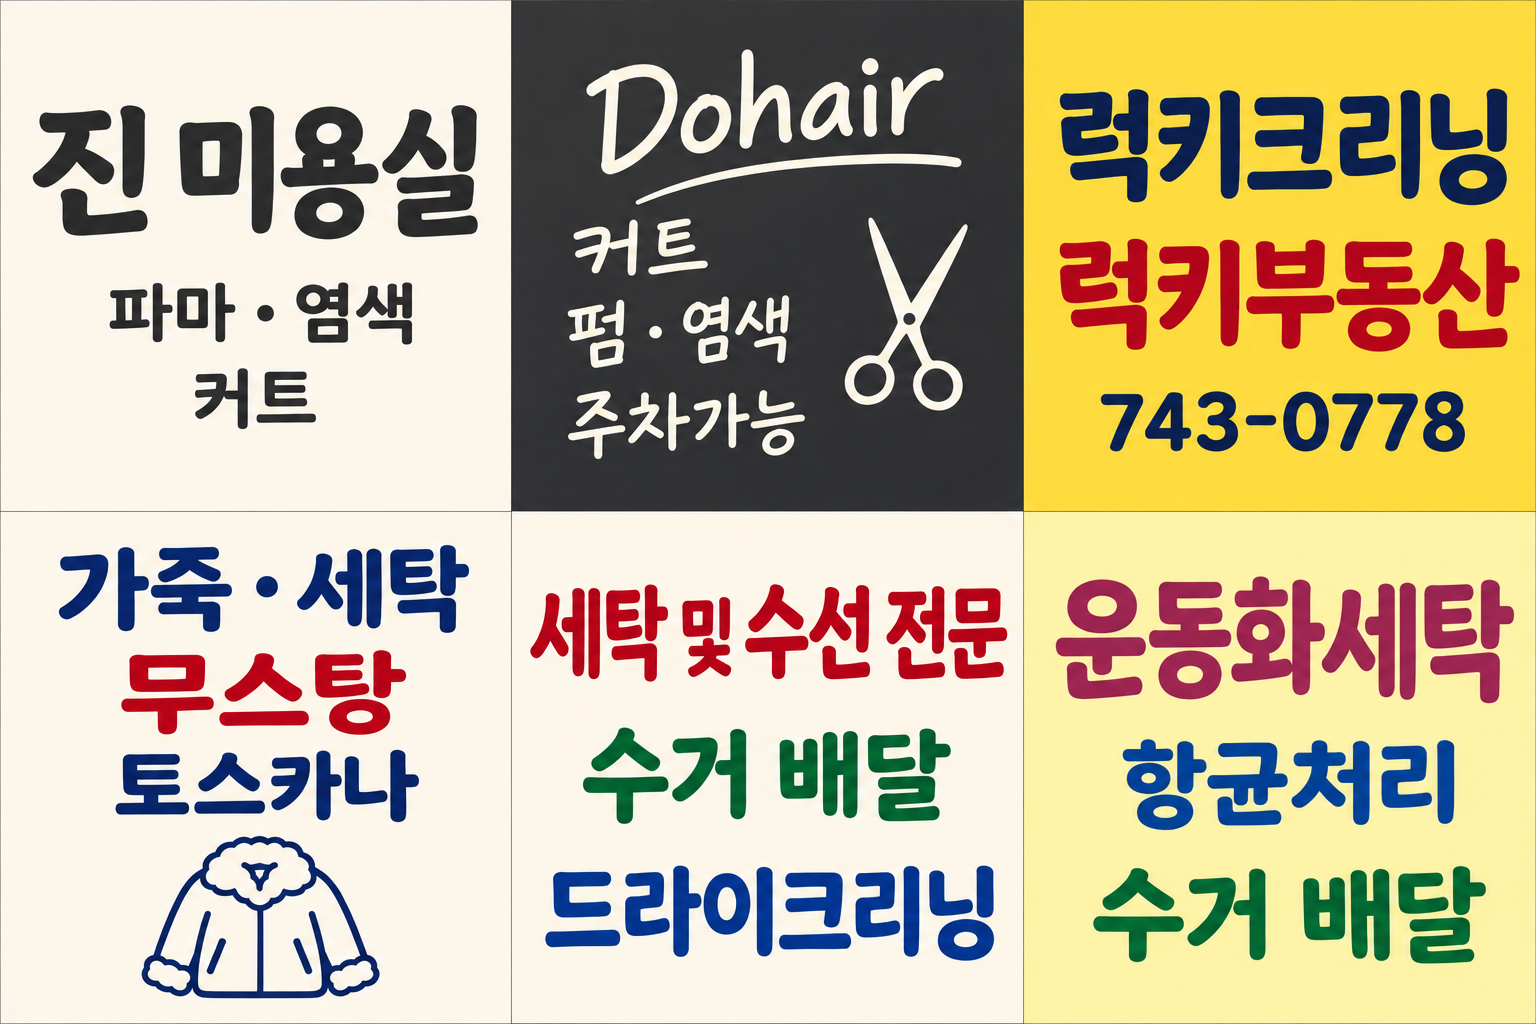 진 미용실
파마 · 염색
커트
Dohair
커트
펌 · 염색
주차가능
럭키크리닝
럭키부동산
743-0778
가죽 · 세탁
무스탕
토스카나
세탁 및 수선 전문
수거 배달
드라이크리닝
운동화세탁
항균처리
수거 배달